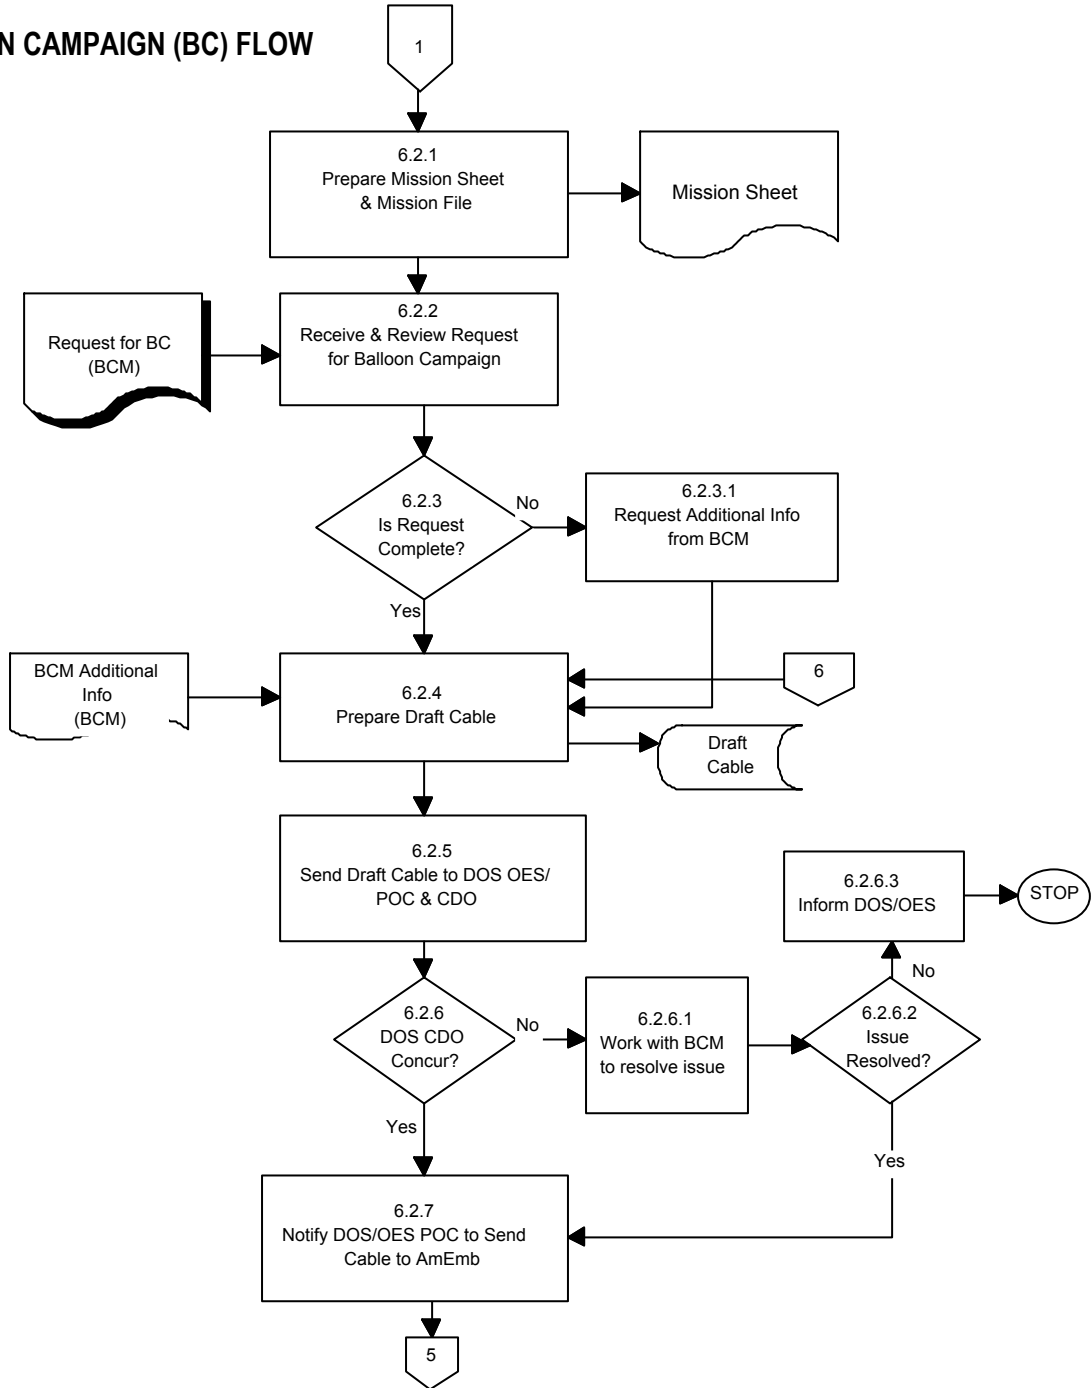 N CAMPAIGN (BC) FLOW
1
6.2.1
Prepare Mission Sheet
& Mission File
Mission Sheet
6.2.2
Receive & Review Request
for Balloon Campaign
Request for BC
(BCM)
6.2.3
Is Request
Complete?
No
6.2.3.1
Request Additional Info
from BCM
Yes
BCM Additional
Info
(BCM)
6.2.4
Prepare Draft Cable
6
Draft
Cable
6.2.5
Send Draft Cable to DOS OES/
POC & CDO
6.2.6.3
Inform DOS/OES
STOP
No
6.2.6
DOS CDO
Concur?
No
6.2.6.1
Work with BCM
to resolve issue
6.2.6.2
Issue
Resolved?
Yes
Yes
6.2.7
Notify DOS/OES POC to Send
Cable to AmEmb
5